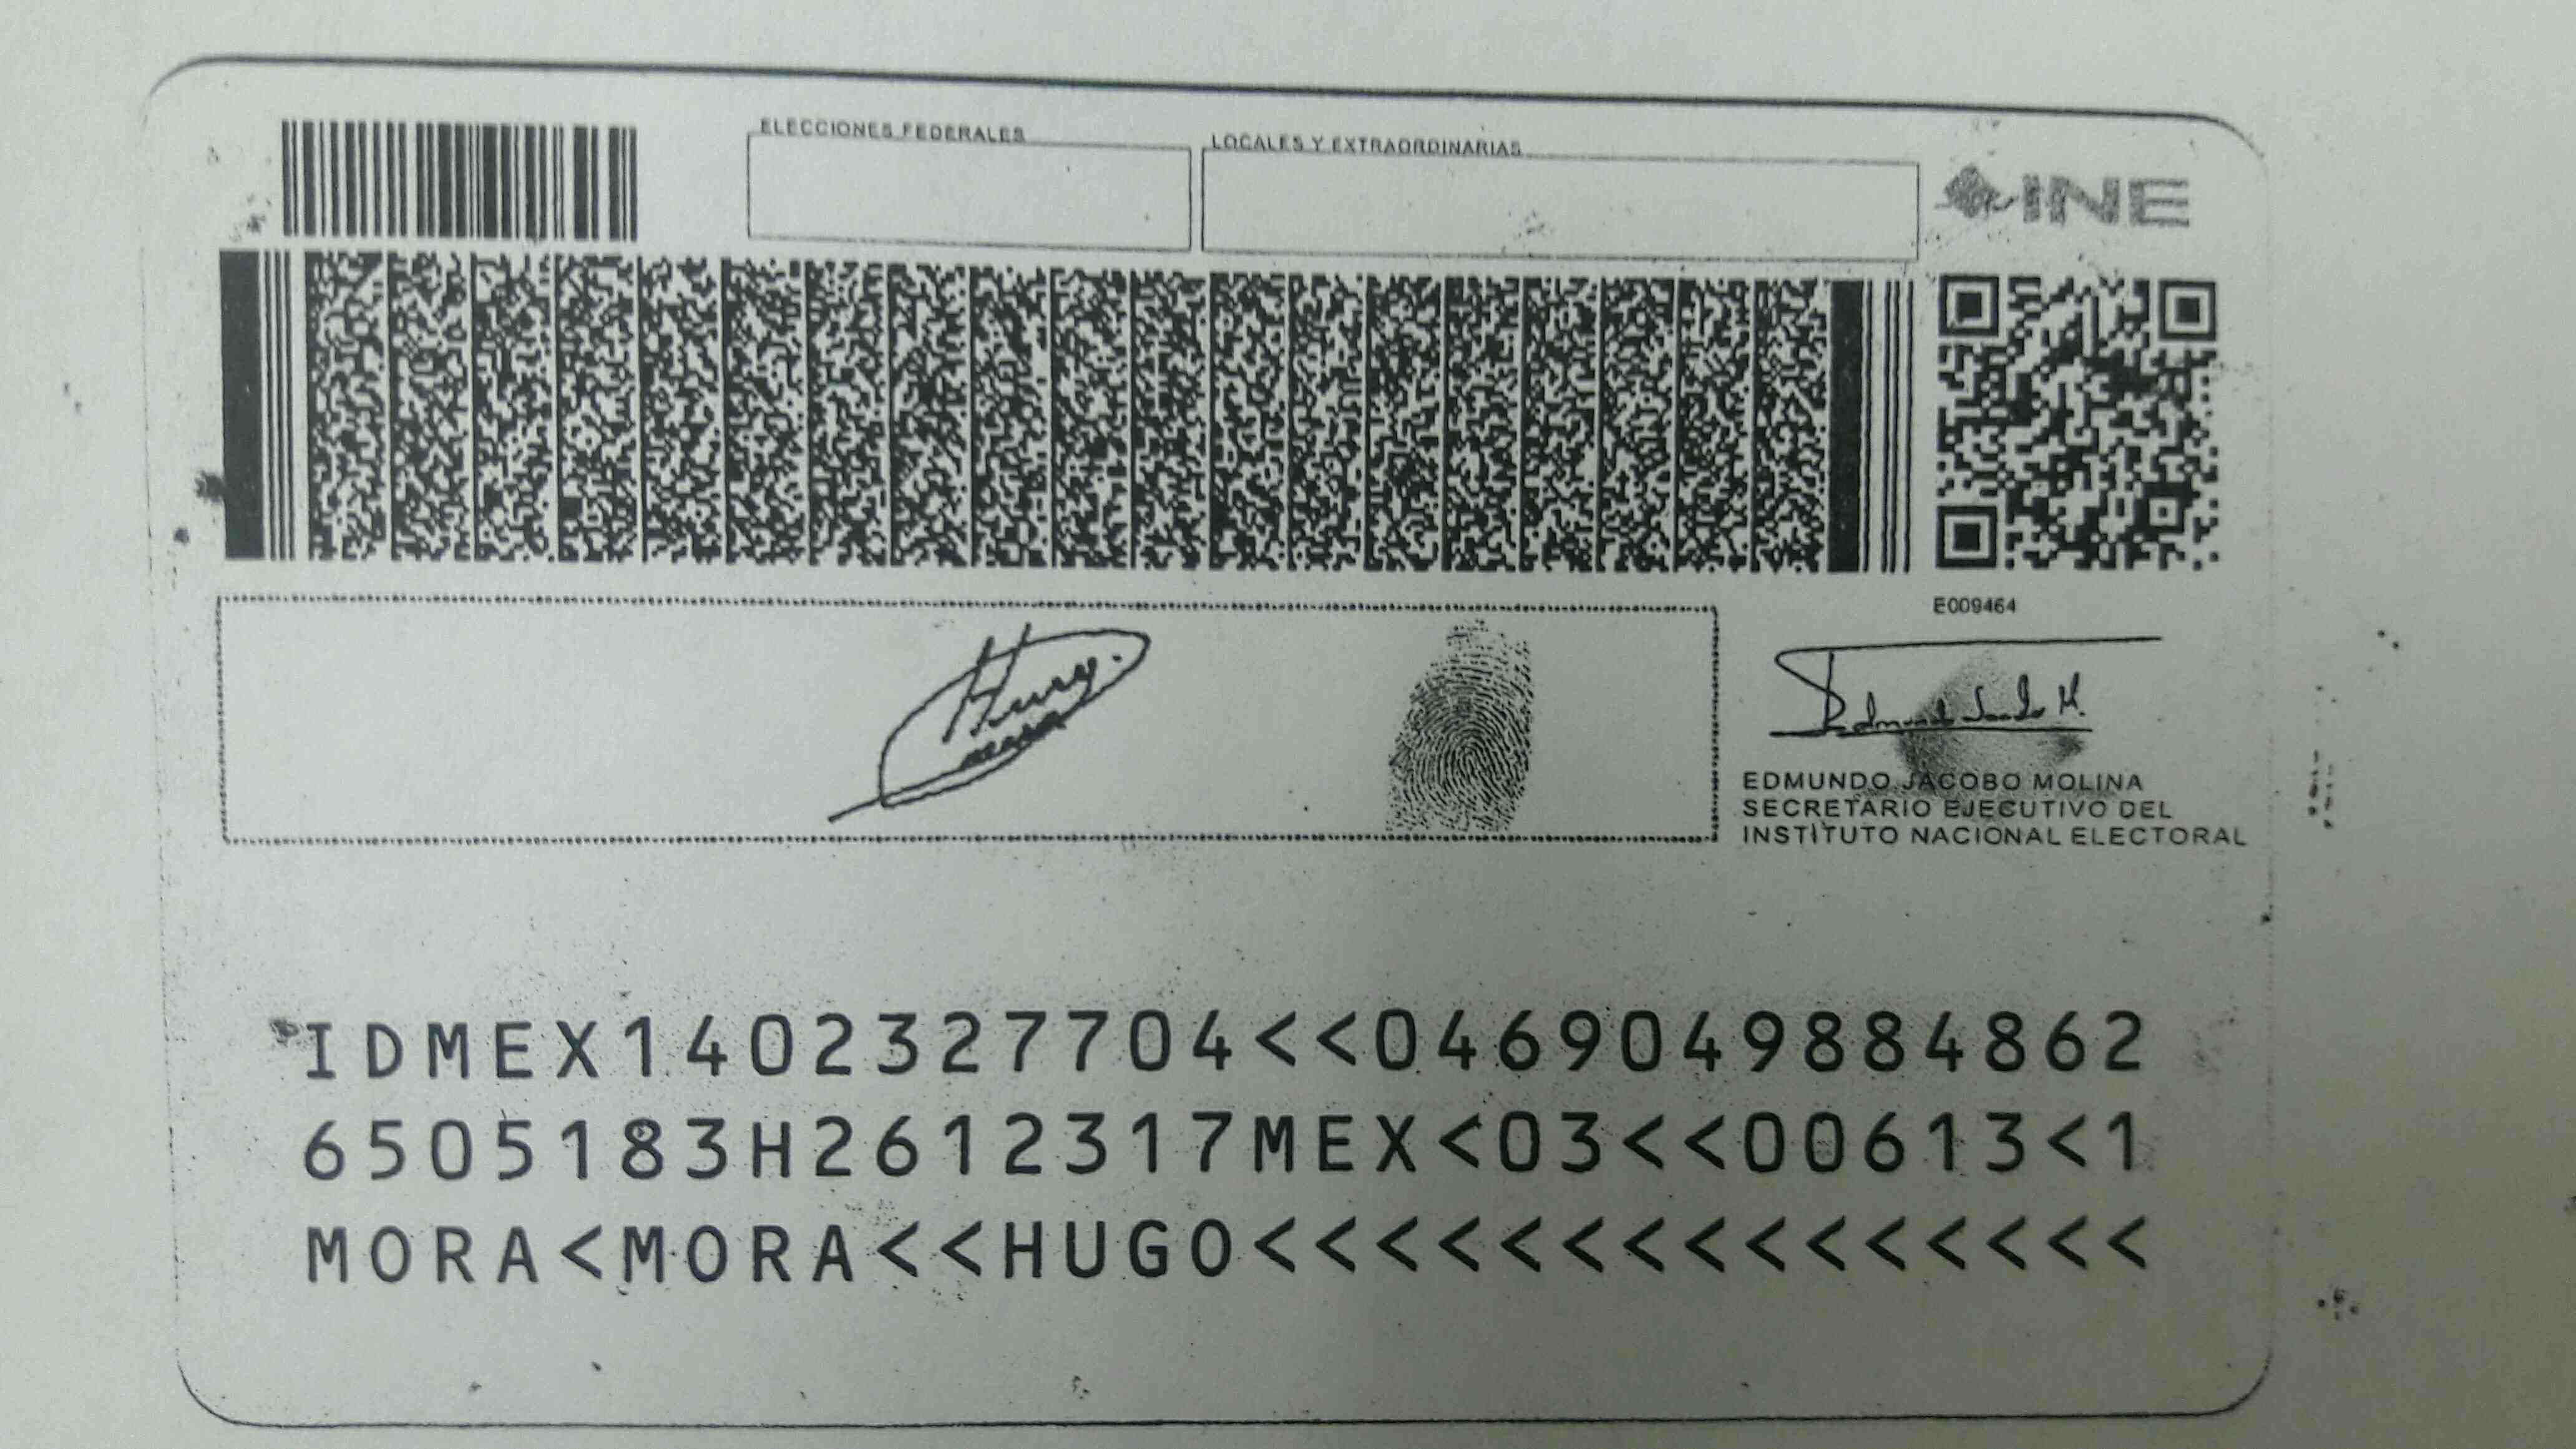 ELECCIONES FEDERALES
LOCALES Y EXTRAORDINARIAS
INE
E009464
EDMUNDO JACOBO MOLINA
SECRETARIO EJECUTIVO DEL
INSTITUTO NACIONAL ELECTORAL
IDMEX1402327704<<0469049884862
6505183H2612317MEX<03<<00613<1
MORA<MORA<<HUGO<<<<<<<<<<<<<<<